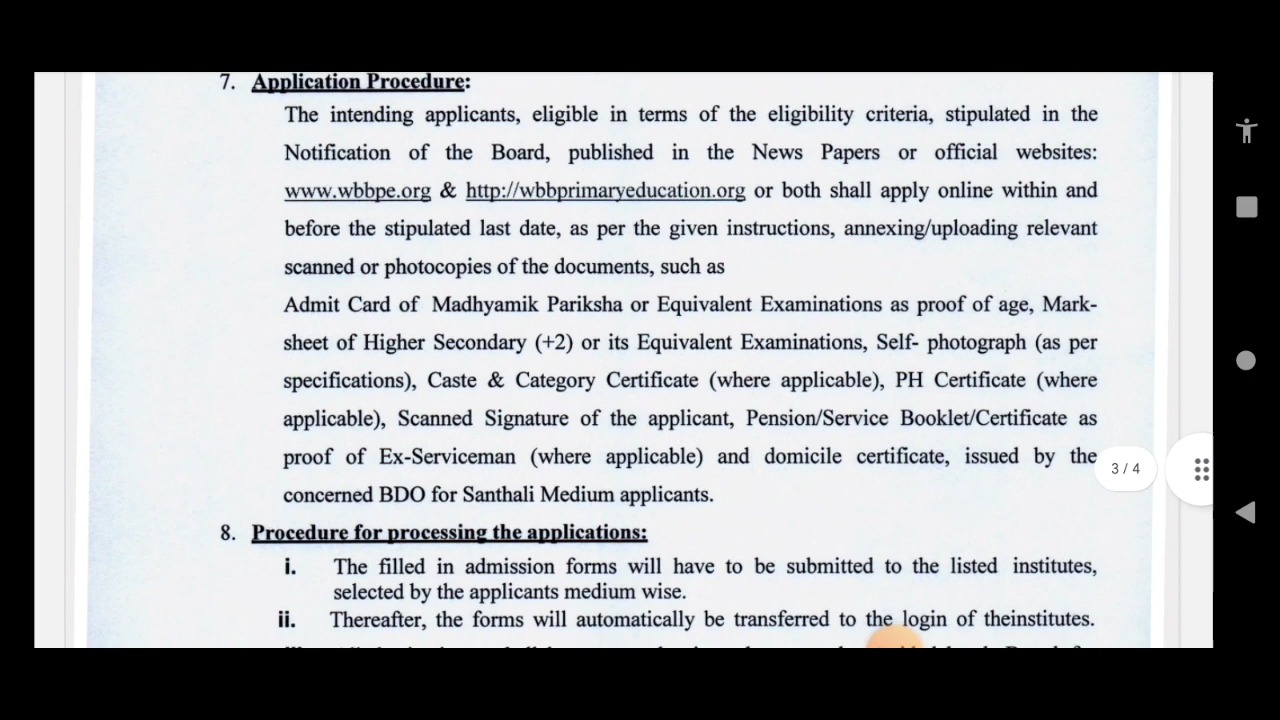 7. Application Procedure:
The intending applicants, eligible in terms of the eligibility criteria, stipulated in the
Notification of the Board, published in the News Papers or official websites:
www.wbbpe.org & http://wbbprimaryeducation.org or both shall apply online within and
before the stipulated last date, as per the given instructions, annexing/uploading relevant
scanned or photocopies of the documents, such as
Admit Card of Madhyamik Pariksha or Equivalent Examinations as proof of age, Mark-
sheet of Higher Secondary (+2) or its Equivalent Examinations, Self- photograph (as per
specifications), Caste & Category Certificate (where applicable), PH Certificate (where
applicable), Scanned Signature of the applicant, Pension/Service Booklet/Certificate as
proof of Ex-Serviceman (where applicable) and domicile certificate, issued by the
3 / 4
concerned BDO for Santhali Medium applicants.
8. Procedure for processing the applications:
i. The filled in admission forms will have to be submitted to the listed institutes,
selected by the applicants medium wise.
ii. Thereafter, the forms will automatically be transferred to the login of theinstitutes.